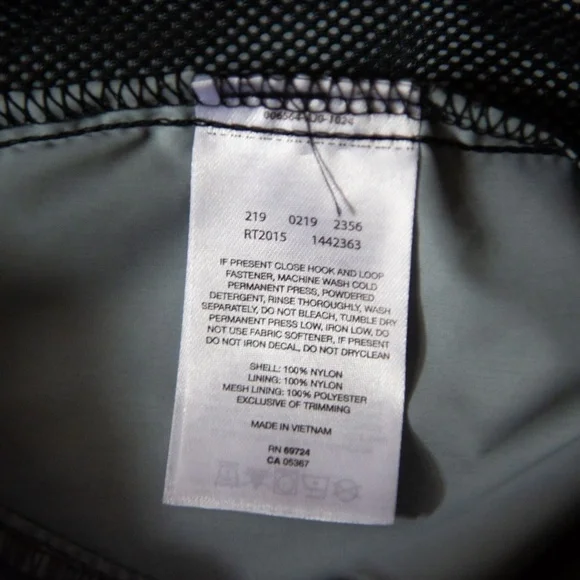 219 0219 2356
RT2015 1442363
IF PRESENT CLOSE HOOK AND LOOP
FASTENER, MACHINE WASH COLD
PERMANENT PRESS, POWDERED
DETERGENT, RINSE THOROUGHLY, WASH
SEPARATELY, DO NOT BLEACH, TUMBLE DRY
PERMANENT PRESS LOW, IRON LOW, DO
NOT USE FABRIC SOFTENER, IF PRESENT
DO NOT IRON DECAL, DO NOT DRYCLEAN
SHELL: 100% NYLON
LINING: 100% NYLON
MESH LINING: 100% POLYESTER
EXCLUSIVE OF TRIMMING
MADE IN VIETNAM
RN 69724
CA 05367